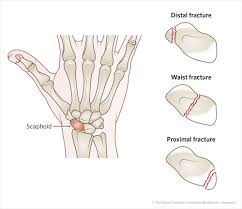 Distal fracture
Waist fracture
Scaphoid
Proximal fracture